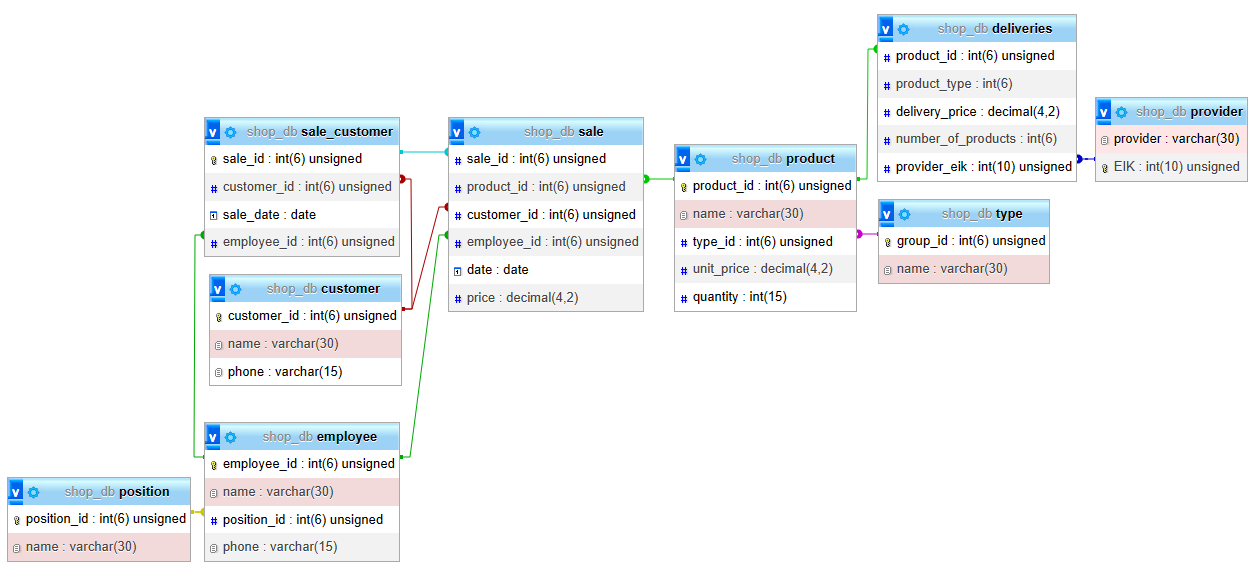 shop_db deliveries
product_id : int(6) unsigned
product_type : int(6)
delivery_price : decimal(4,2)
number_of_products : int(6)
provider_eik : int(10) unsigned
shop_db provider
provider : varchar(30)
EIK : int(10) unsigned
shop_db sale_customer
sale_id : int(6) unsigned
customer_id : int(6) unsigned
sale_date : date
employee_id : int(6) unsigned
shop_db sale
sale_id : int(6) unsigned
product_id : int(6) unsigned
customer_id : int(6) unsigned
employee_id : int(6) unsigned
date : date
price : decimal(4,2)
shop_db product
product_id : int(6) unsigned
name : varchar(30)
type_id : int(6) unsigned
unit_price : decimal(4,2)
quantity : int(15)
shop_db type
group_id : int(6) unsigned
name : varchar(30)
shop_db customer
customer_id : int(6) unsigned
name : varchar(30)
phone : varchar(15)
shop_db employee
employee_id : int(6) unsigned
name : varchar(30)
position_id : int(6) unsigned
phone : varchar(15)
shop_db position
position_id : int(6) unsigned
name : varchar(30)